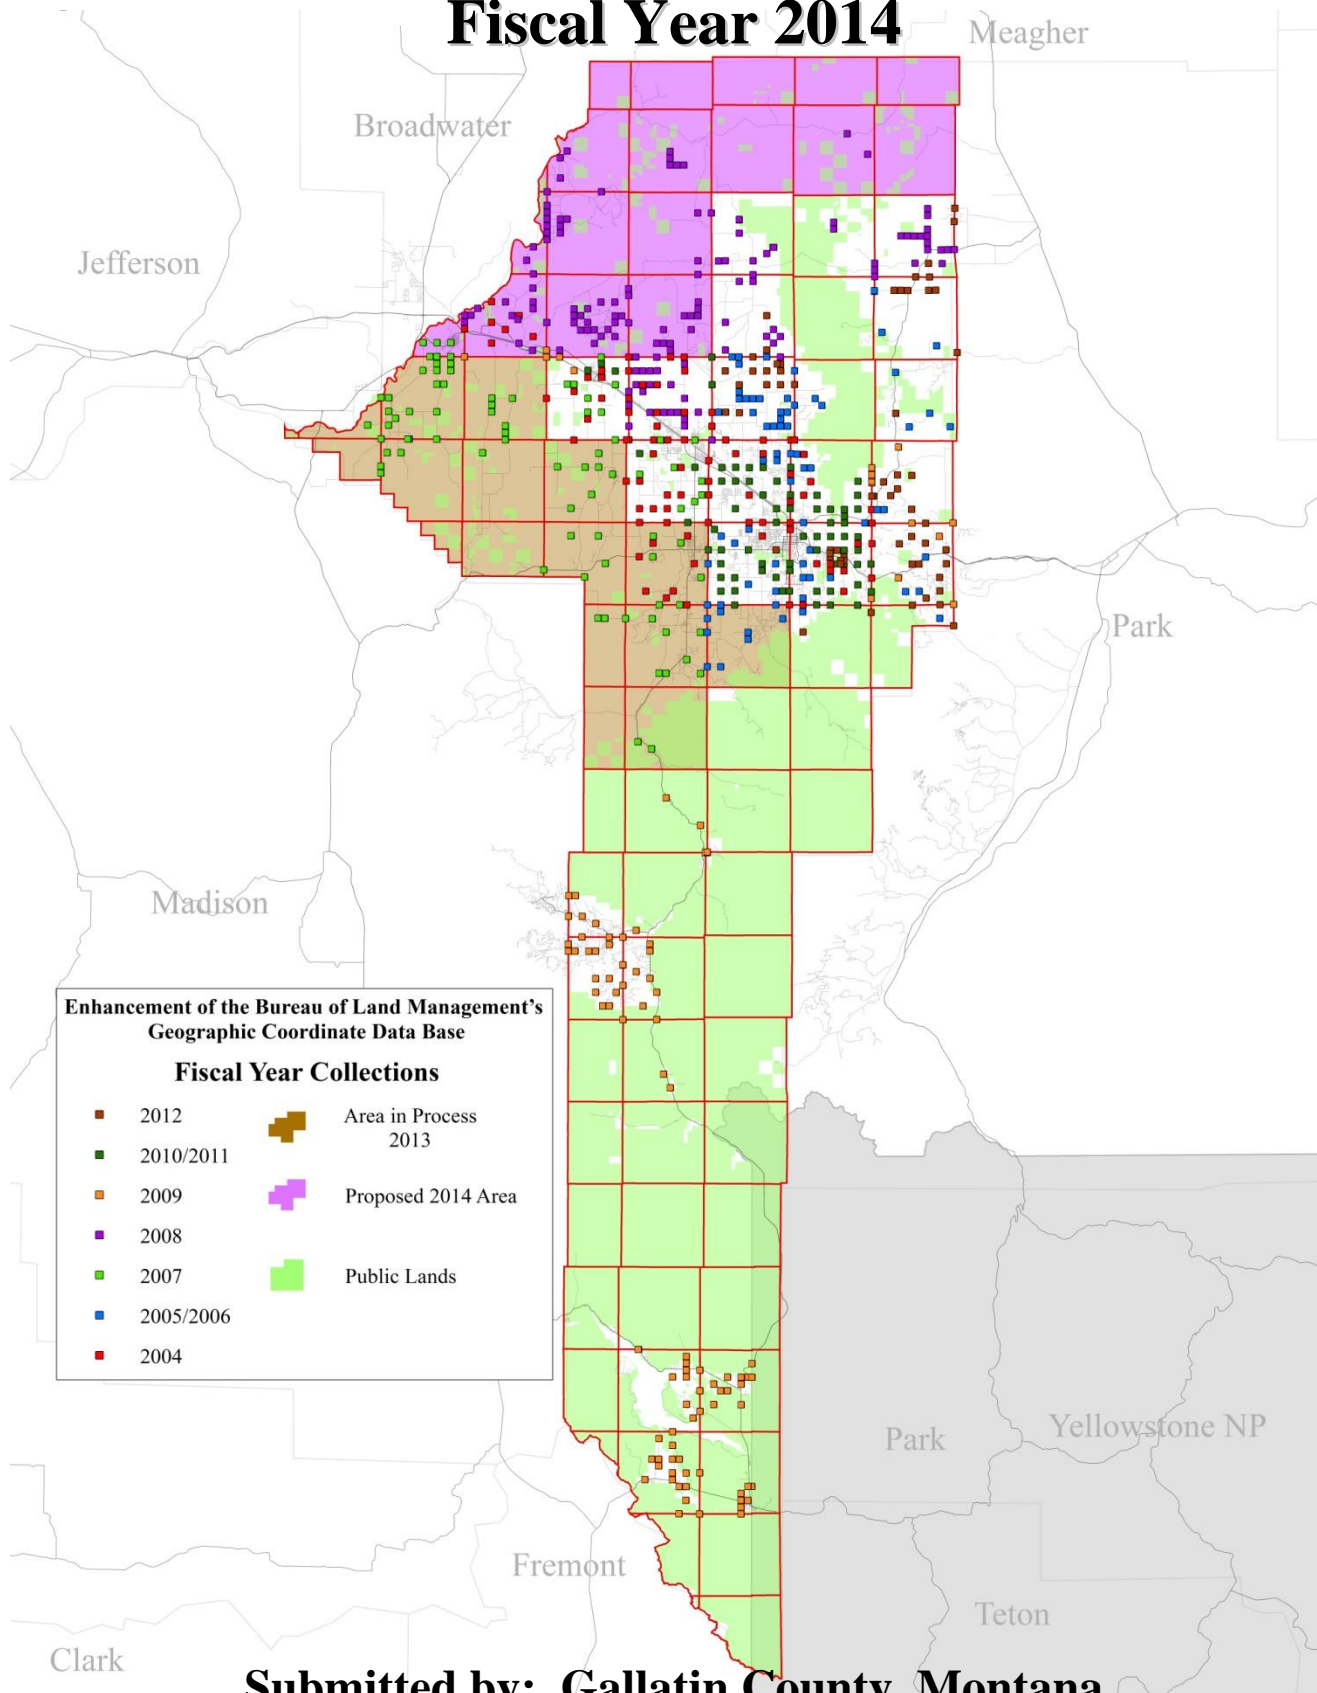 Fiscal Year 2014
Meagher
Broadwater
Jefferson
Park
Madison
Enhancement of the Bureau of Land Management's
Geographic Coordinate Data Base
Fiscal Year Collections
2012
Area in Process
2013
2010/2011
2009
Proposed 2014 Area
2008
2007
Public Lands
2005/2006
2004
Park
Yellowstone NP
Fremont
Teton
Clark
Submitted by: Gallatin County, Montana